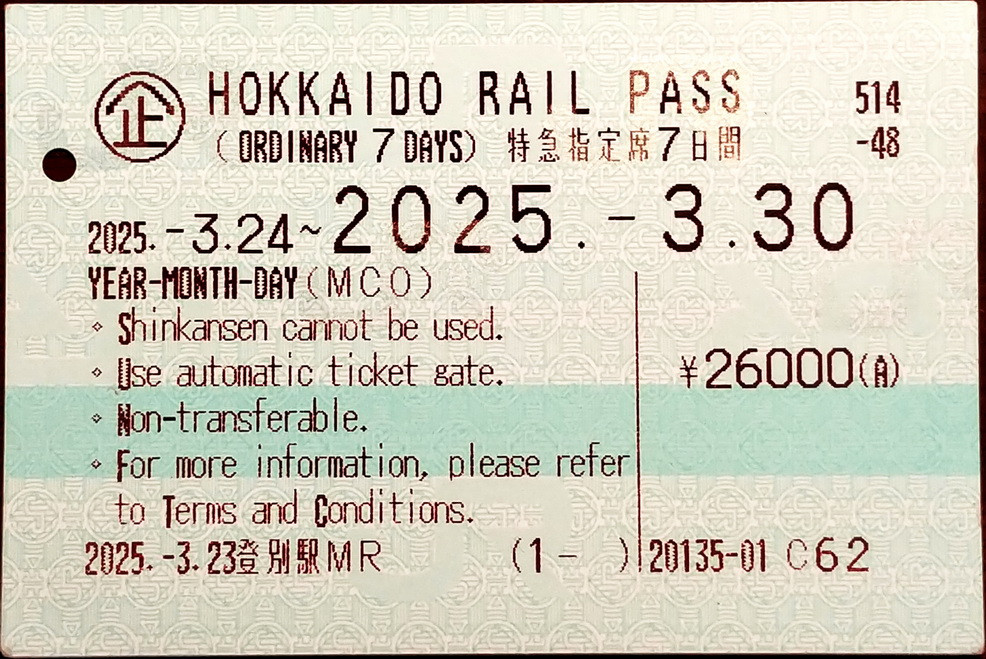 企 HOKKAIDO RAIL PASS 514
(ORDINARY 7 DAYS) 特急指定席7日間 -48
2025.-3.24~2025.-3.30
YEAR-MONTH-DAY(MCO)
◇ Shinkansen cannot be used.
◇ Use automatic ticket gate. ¥26000(A)
◇ Non-transferable.
◇ For more information, please refer
to Terms and Conditions.
2025.-3.23登別駅MR (1- ) 20135-01 C62